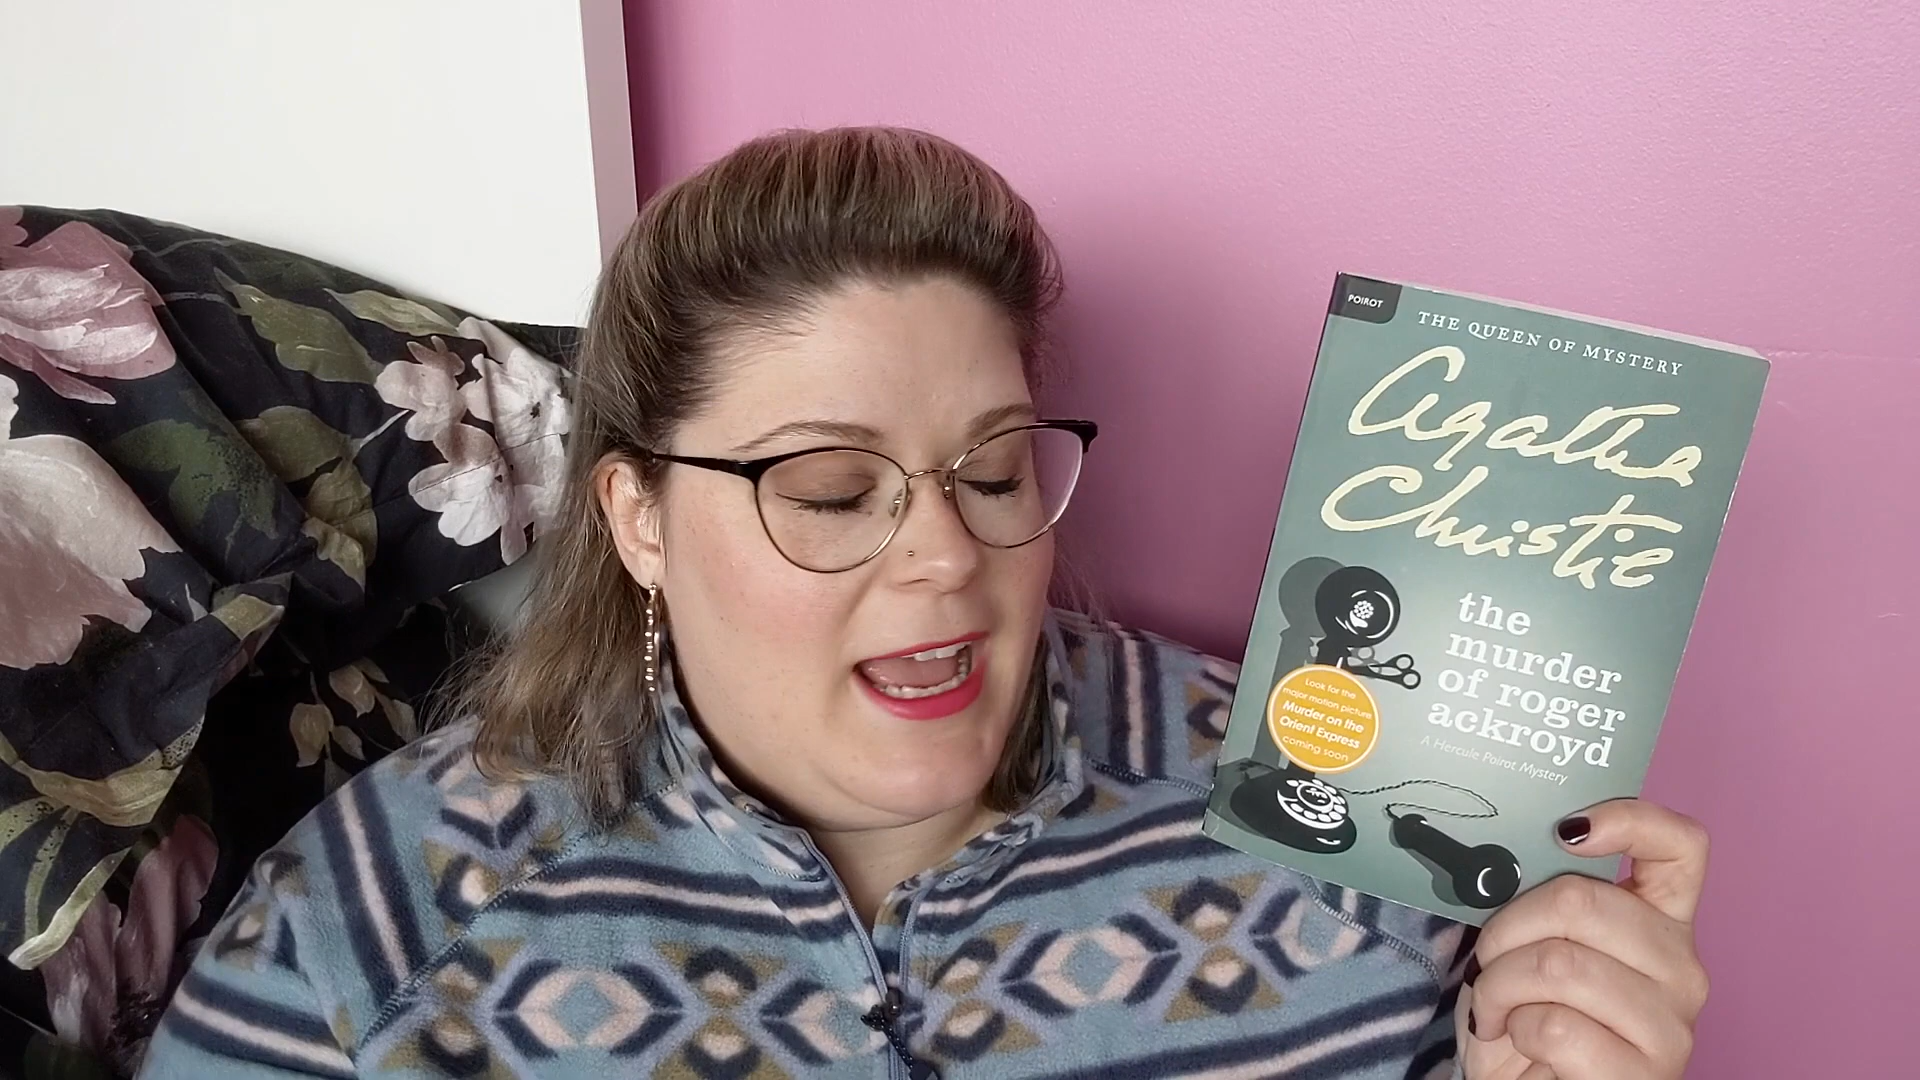 POIROT
THE QUEEN OF MYSTERY
Agatha
Christie
the
murder
of roger
ackroyd
A Hercule Poirot Mystery
Look for the
major motion picture
Murder on the
Orient Express
coming soon